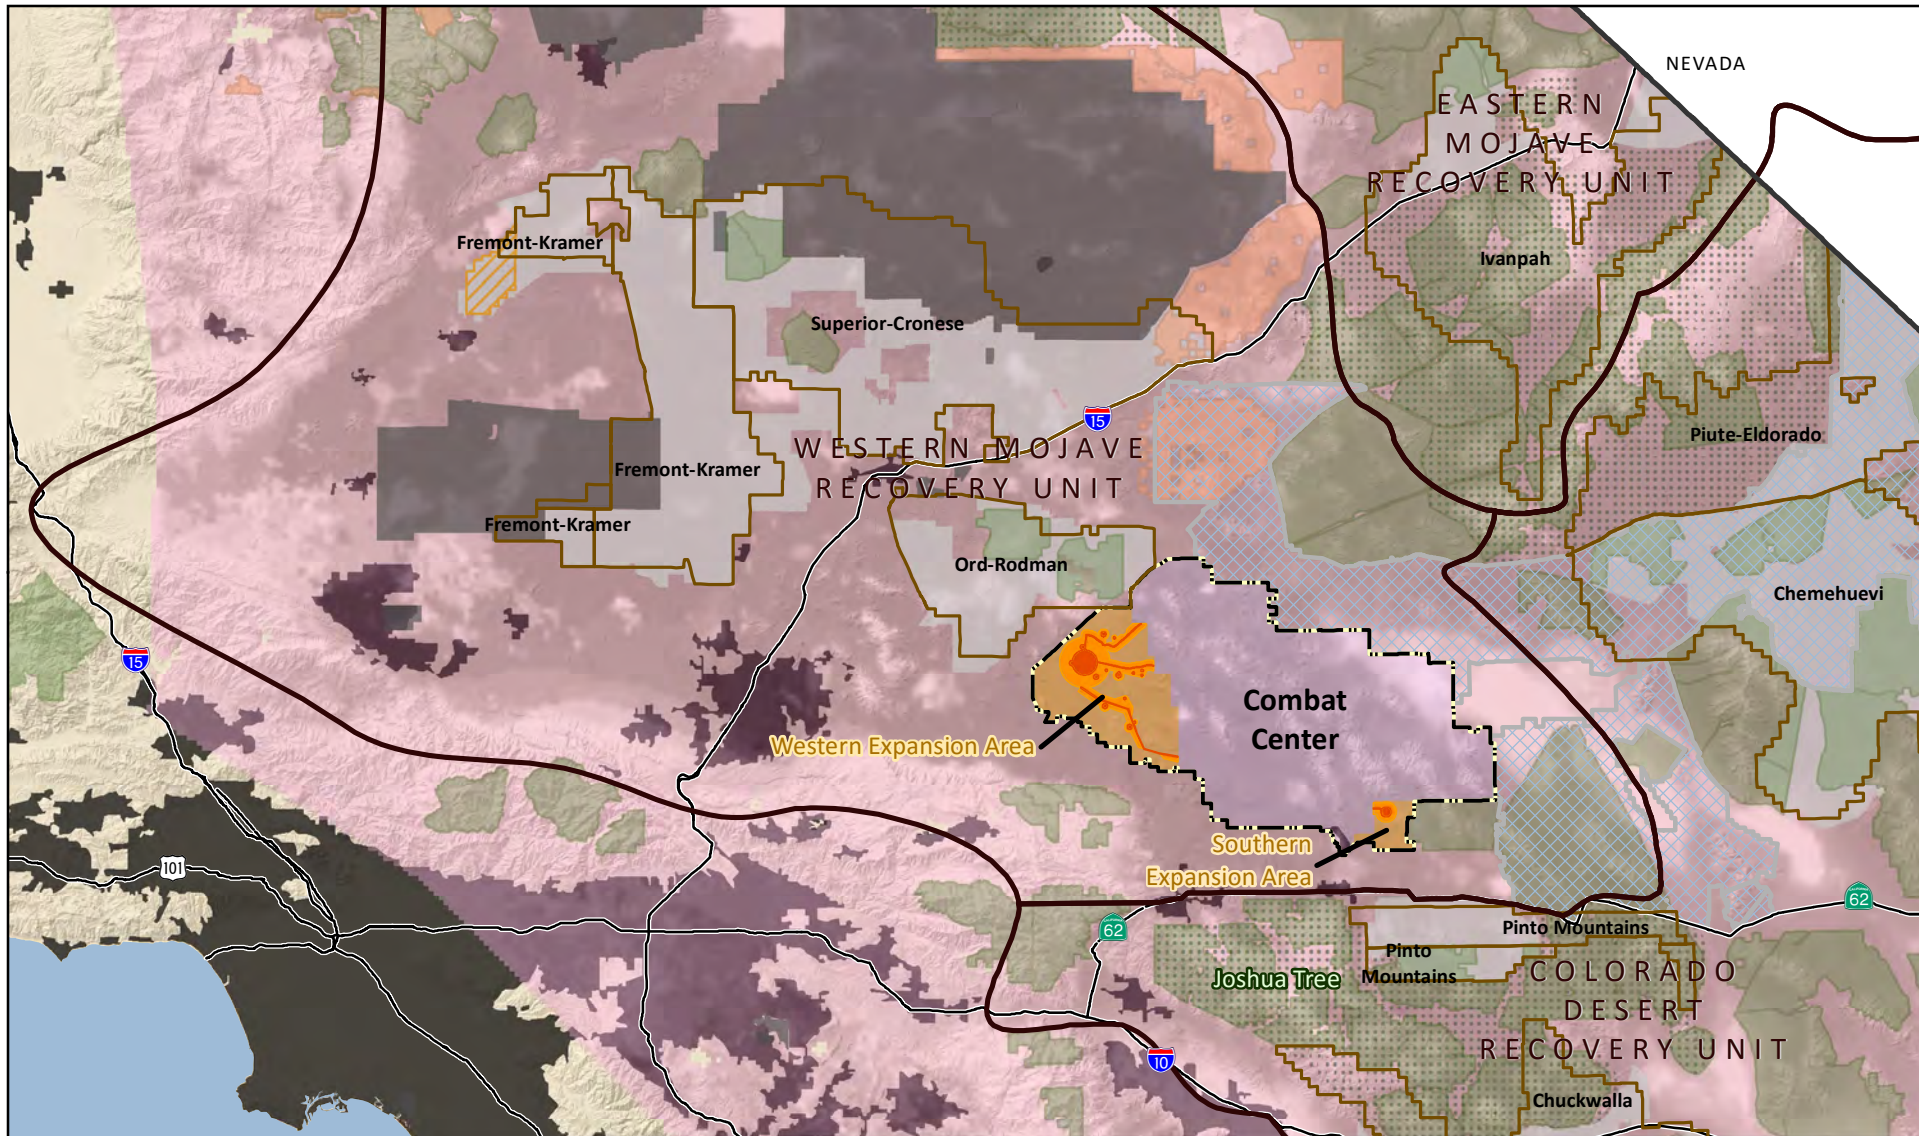 NEVADA
EASTERN
MOJAVE
RECOVERY UNIT
Fremont-Kramer
Ivanpah
Superior-Cronese
15
Piute-Eldorado
WESTERN MOJAVE
RECOVERY UNIT
Fremont-Kramer
Fremont-Kramer
Ord-Rodman
Chemehuevi
15
Combat
Center
Western Expansion Area
Southern
Expansion Area
101
CALIFORNIA
62
CALIFORNIA
62
Pinto Mountains
Pinto
Mountains
Joshua Tree
COLORADO
DESERT
RECOVERY UNIT
10
Chuckwalla